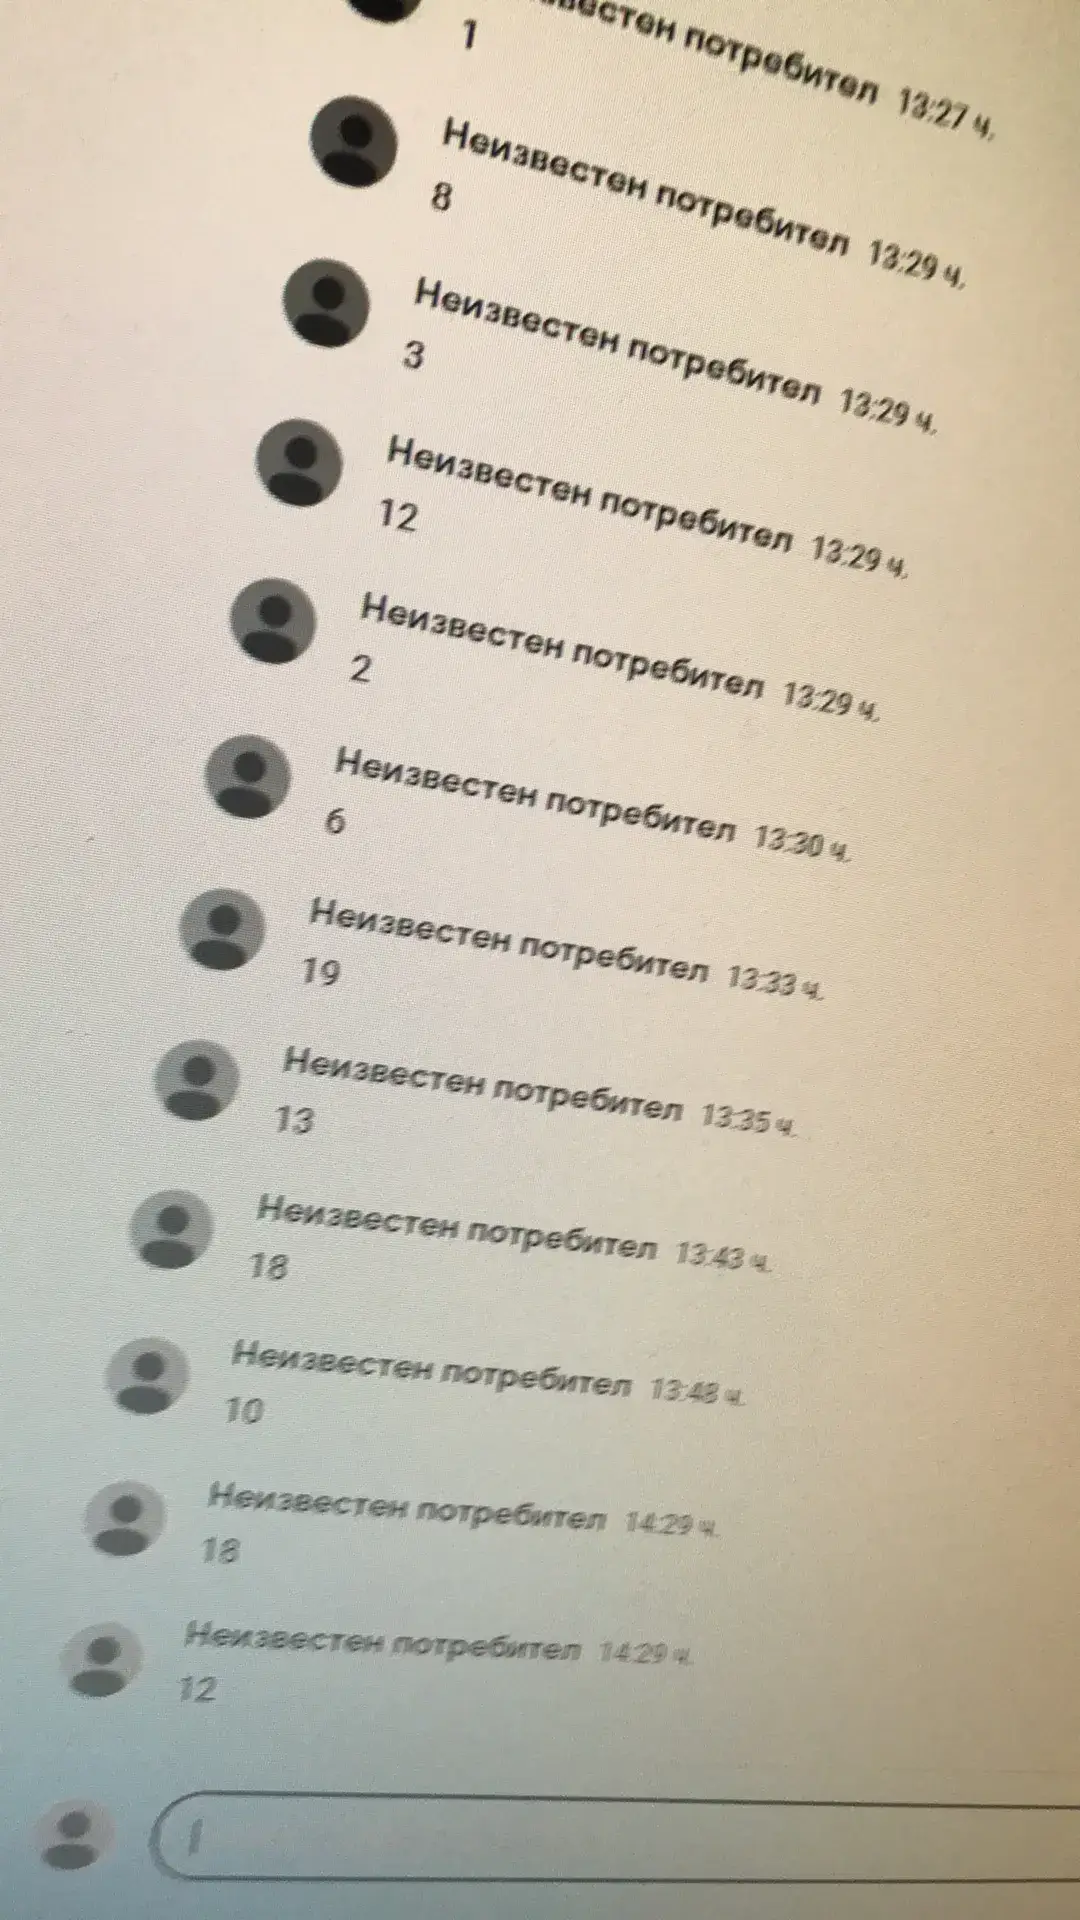 потребител 13:27 ч.
1
Неизвестен потребител 13:29 ч.
8
Неизвестен потребител 13:29 ч.
3
Неизвестен потребител 13:29 ч.
12
Неизвестен потребител 13:29 ч.
2
Неизвестен потребител 13:30 ч.
6
Неизвестен потребител 13:33 ч.
19
Неизвестен потребител 13:35 ч.
13
Неизвестен потребител 13:43 ч.
18
Неизвестен потребител 13:48 ч.
10
Неизвестен потребител 14:29 ч.
18
Неизвестен потребител 14:29 ч.
12